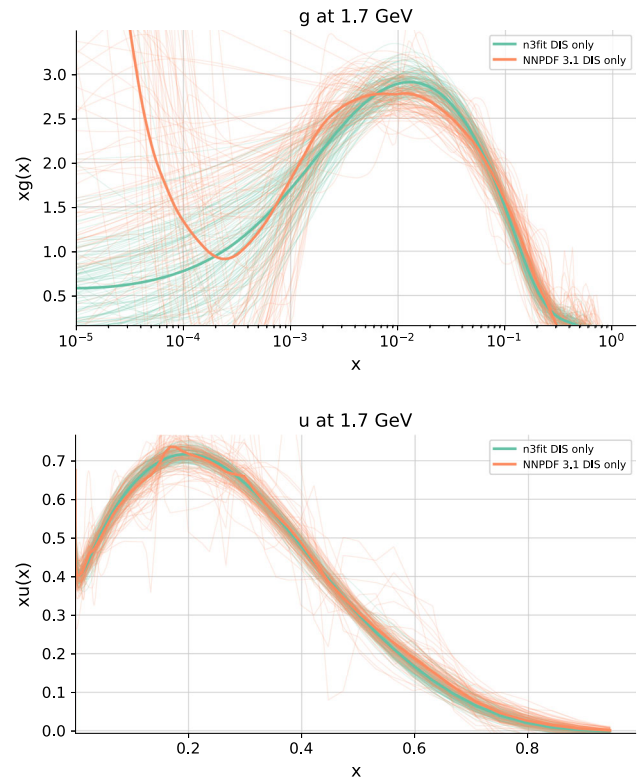 g at 1.7 GeV
n3fit DIS only
NNPDF 3.1 DIS only
xg(x)
3.0
2.5
2.0
1.5
1.0
0.5
10⁻⁵ 10⁻⁴ 10⁻³ 10⁻² 10⁻¹ 10⁰
x
u at 1.7 GeV
n3fit DIS only
NNPDF 3.1 DIS only
xu(x)
0.7
0.6
0.5
0.4
0.3
0.2
0.1
0.0
0.2 0.4 0.6 0.8
x